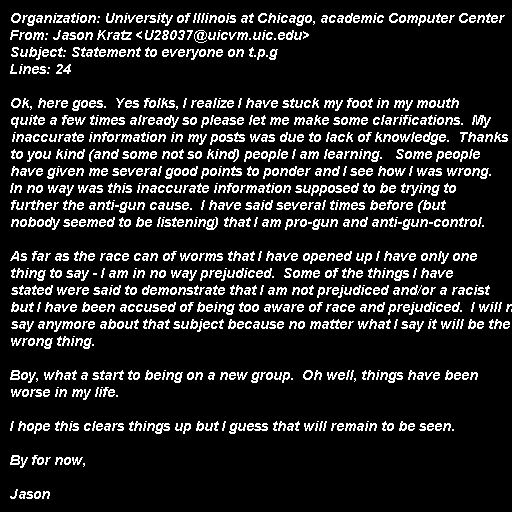 Organization: University of Illinois at Chicago, academic Computer Center
From: Jason Kratz <U28037@uicvm.uic.edu>
Subject: Statement to everyone on t.p.g
Lines: 24
Ok, here goes.  Yes folks, I realize I have stuck my foot in my mouth
quite a few times already so please let me make some clarifications.  My
inaccurate information in my posts was due to lack of knowledge.  Thanks
to you kind (and some not so kind) people I am learning.   Some people
have given me several good points to ponder and I see how I was wrong.
In no way was this inaccurate information supposed to be trying to
further the anti-gun cause.  I have said several times before (but
nobody seemed to be listening) that I am pro-gun and anti-gun-control.
As far as the race can of worms that I have opened up I have only one
thing to say - I am in no way prejudiced.  Some of the things I have
stated were said to demonstrate that I am not prejudiced and/or a racist
but I have been accused of being too aware of race and prejudiced.  I will
say anymore about that subject because no matter what I say it will be the
wrong thing.
Boy, what a start to being on a new group.  Oh well, things have been
worse in my life.
I hope this clears things up but I guess that will remain to be seen.
By for now,
Jason